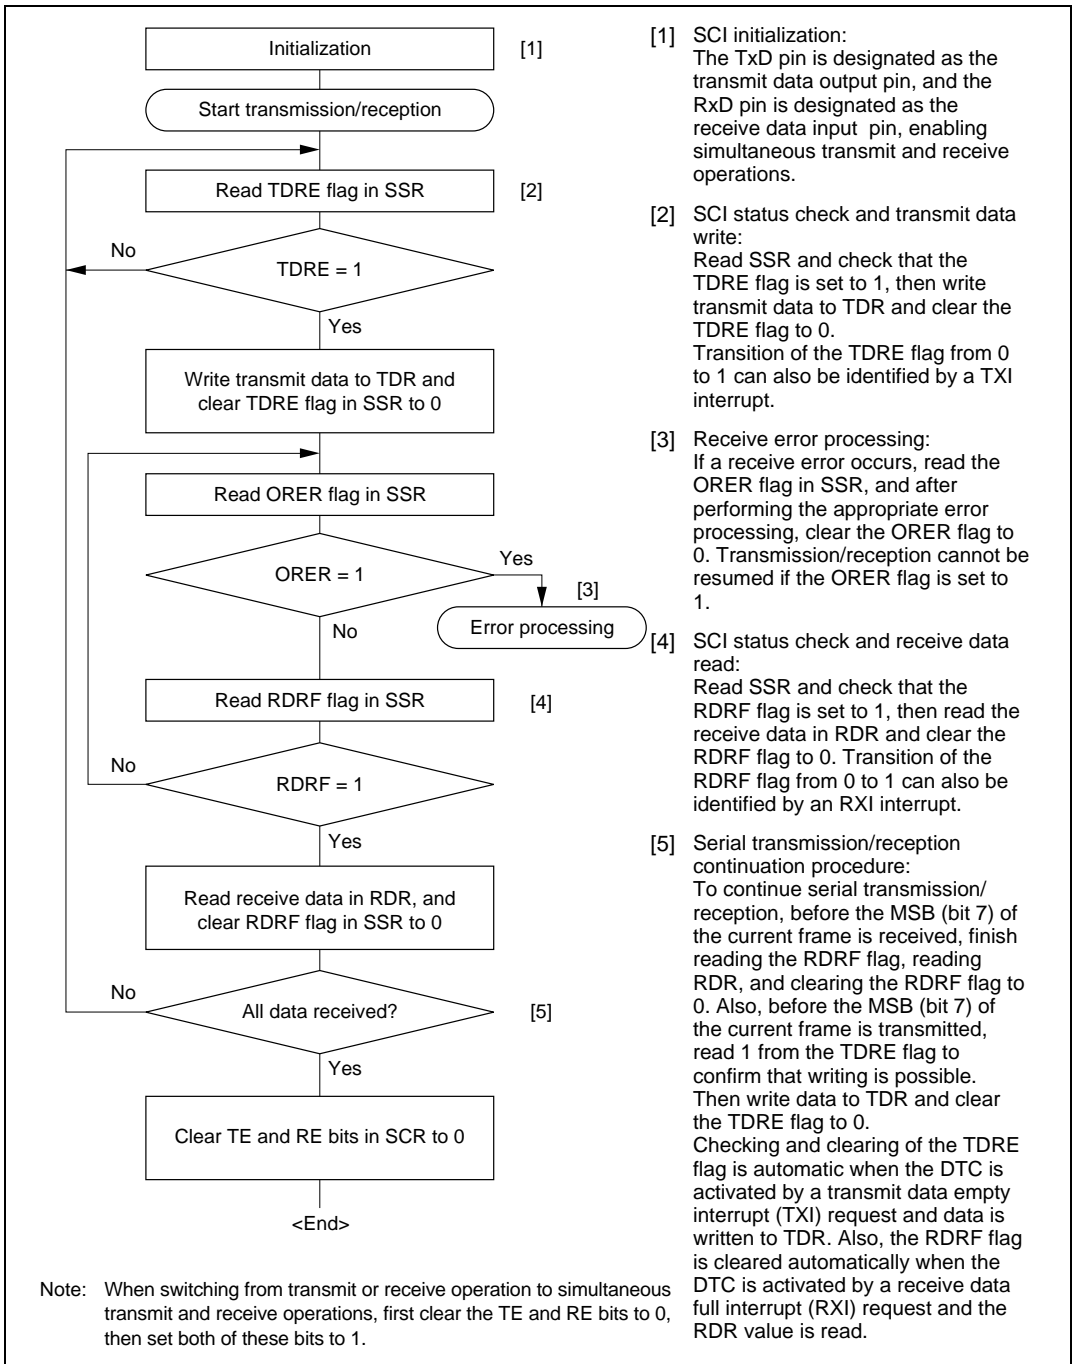 Initialization
[1]
Start transmission/reception
Read TDRE flag in SSR
[2]
No
TDRE = 1
Yes
Write transmit data to TDR and
clear TDRE flag in SSR to 0
Read ORER flag in SSR
ORER = 1
Yes
[3]
Error processing
No
Read RDRF flag in SSR
[4]
No
RDRF = 1
Yes
Read receive data in RDR, and
clear RDRF flag in SSR to 0
No
All data received?
[5]
Yes
Clear TE and RE bits in SCR to 0
<End>
[1] SCI initialization:
The TxD pin is designated as the
transmit data output pin, and the
RxD pin is designated as the
receive data input pin, enabling
simultaneous transmit and receive
operations.
[2] SCI status check and transmit data
write:
Read SSR and check that the
TDRE flag is set to 1, then write
transmit data to TDR and clear the
TDRE flag to 0.
Transition of the TDRE flag from 0
to 1 can also be identified by a TXI
interrupt.
[3] Receive error processing:
If a receive error occurs, read the
ORER flag in SSR, and after
performing the appropriate error
processing, clear the ORER flag to
0. Transmission/reception cannot be
resumed if the ORER flag is set to
1.
[4] SCI status check and receive data
read:
Read SSR and check that the
RDRF flag is set to 1, then read the
receive data in RDR and clear the
RDRF flag to 0. Transition of the
RDRF flag from 0 to 1 can also be
identified by an RXI interrupt.
[5] Serial transmission/reception
continuation procedure:
To continue serial transmission/
reception, before the MSB (bit 7) of
the current frame is received, finish
reading the RDRF flag, reading
RDR, and clearing the RDRF flag to
0. Also, before the MSB (bit 7) of
the current frame is transmitted,
read 1 from the TDRE flag to
confirm that writing is possible.
Then write data to TDR and clear
the TDRE flag to 0.
Checking and clearing of the TDRE
flag is automatic when the DTC is
activated by a transmit data empty
interrupt (TXI) request and data is
written to TDR. Also, the RDRF flag
is cleared automatically when the
DTC is activated by a receive data
full interrupt (RXI) request and the
RDR value is read.
Note: When switching from transmit or receive operation to simultaneous
transmit and receive operations, first clear the TE and RE bits to 0,
then set both of these bits to 1.